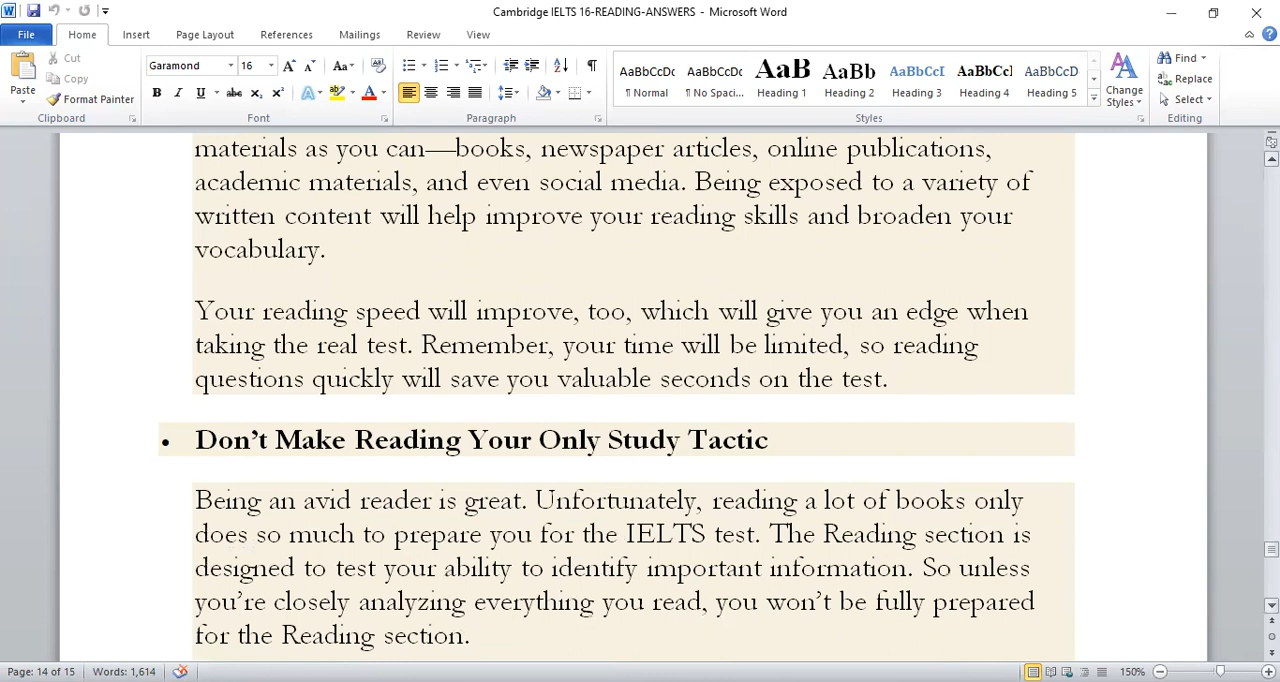 Cambridge IELTS 16-READING-ANSWERS - Microsoft Word
File Home Insert Page Layout References Mailings Review View
Paste
Cut
Copy
Format Painter
Clipboard
Garamond 16
Font
Paragraph
AaBbCcDc AaBbCcDc AaB AaBb AaBbCcI AaBbCcI AaBbCcD
¶ Normal ¶ No Spaci... Heading 1 Heading 2 Heading 3 Heading 4 Heading 5
Change Styles
Styles
Find
Replace
Select
Editing
materials as you can—books, newspaper articles, online publications,
academic materials, and even social media. Being exposed to a variety of
written content will help improve your reading skills and broaden your
vocabulary.
Your reading speed will improve, too, which will give you an edge when
taking the real test. Remember, your time will be limited, so reading
questions quickly will save you valuable seconds on the test.
• Don’t Make Reading Your Only Study Tactic
Being an avid reader is great. Unfortunately, reading a lot of books only
does so much to prepare you for the IELTS test. The Reading section is
designed to test your ability to identify important information. So unless
you’re closely analyzing everything you read, you won’t be fully prepared
for the Reading section.
Page: 14 of 15 Words: 1,614 150%